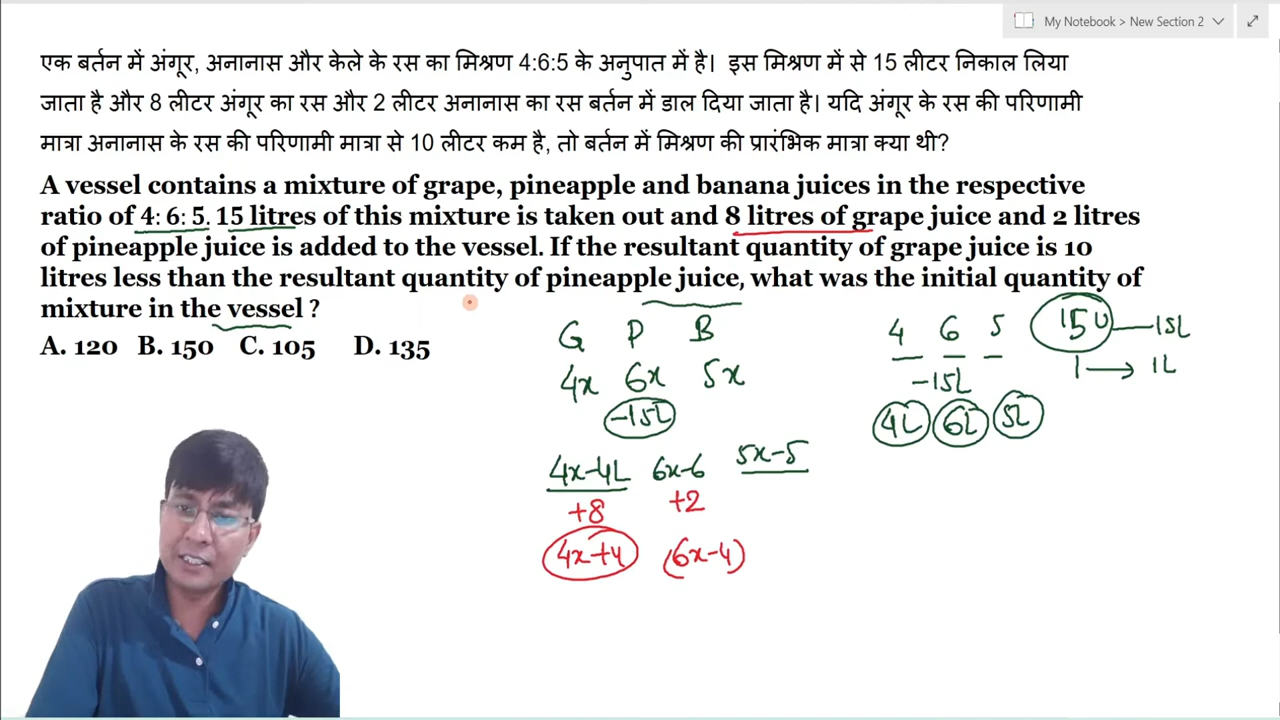 My Notebook > New Section 2
एक बर्तन में अंगूर, अनानास और केले के रस का मिश्रण 4:6:5 के अनुपात में है। इस मिश्रण में से 15 लीटर निकाल लिया
जाता है और 8 लीटर अंगूर का रस और 2 लीटर अनानास का रस बर्तन में डाल दिया जाता है। यदि अंगूर के रस की परिणामी
मात्रा अनानास के रस की परिणामी मात्रा से 10 लीटर कम है, तो बर्तन में मिश्रण की प्रारंभिक मात्रा क्या थी?
A vessel contains a mixture of grape, pineapple and banana juices in the respective
ratio of 4: 6: 5. 15 litres of this mixture is taken out and 8 litres of grape juice and 2 litres
of pineapple juice is added to the vessel. If the resultant quantity of grape juice is 10
litres less than the resultant quantity of pineapple juice, what was the initial quantity of
mixture in the vessel ?
A. 120 B. 150 C. 105 D. 135
G P B
4x 6x 5x
-15L
4x-4L 6x-6 5x-5
+8 +2
4x+4 (6x-4)
4 6 5 15U — 15L
1 → 1L
-15L
4L 6L 5L